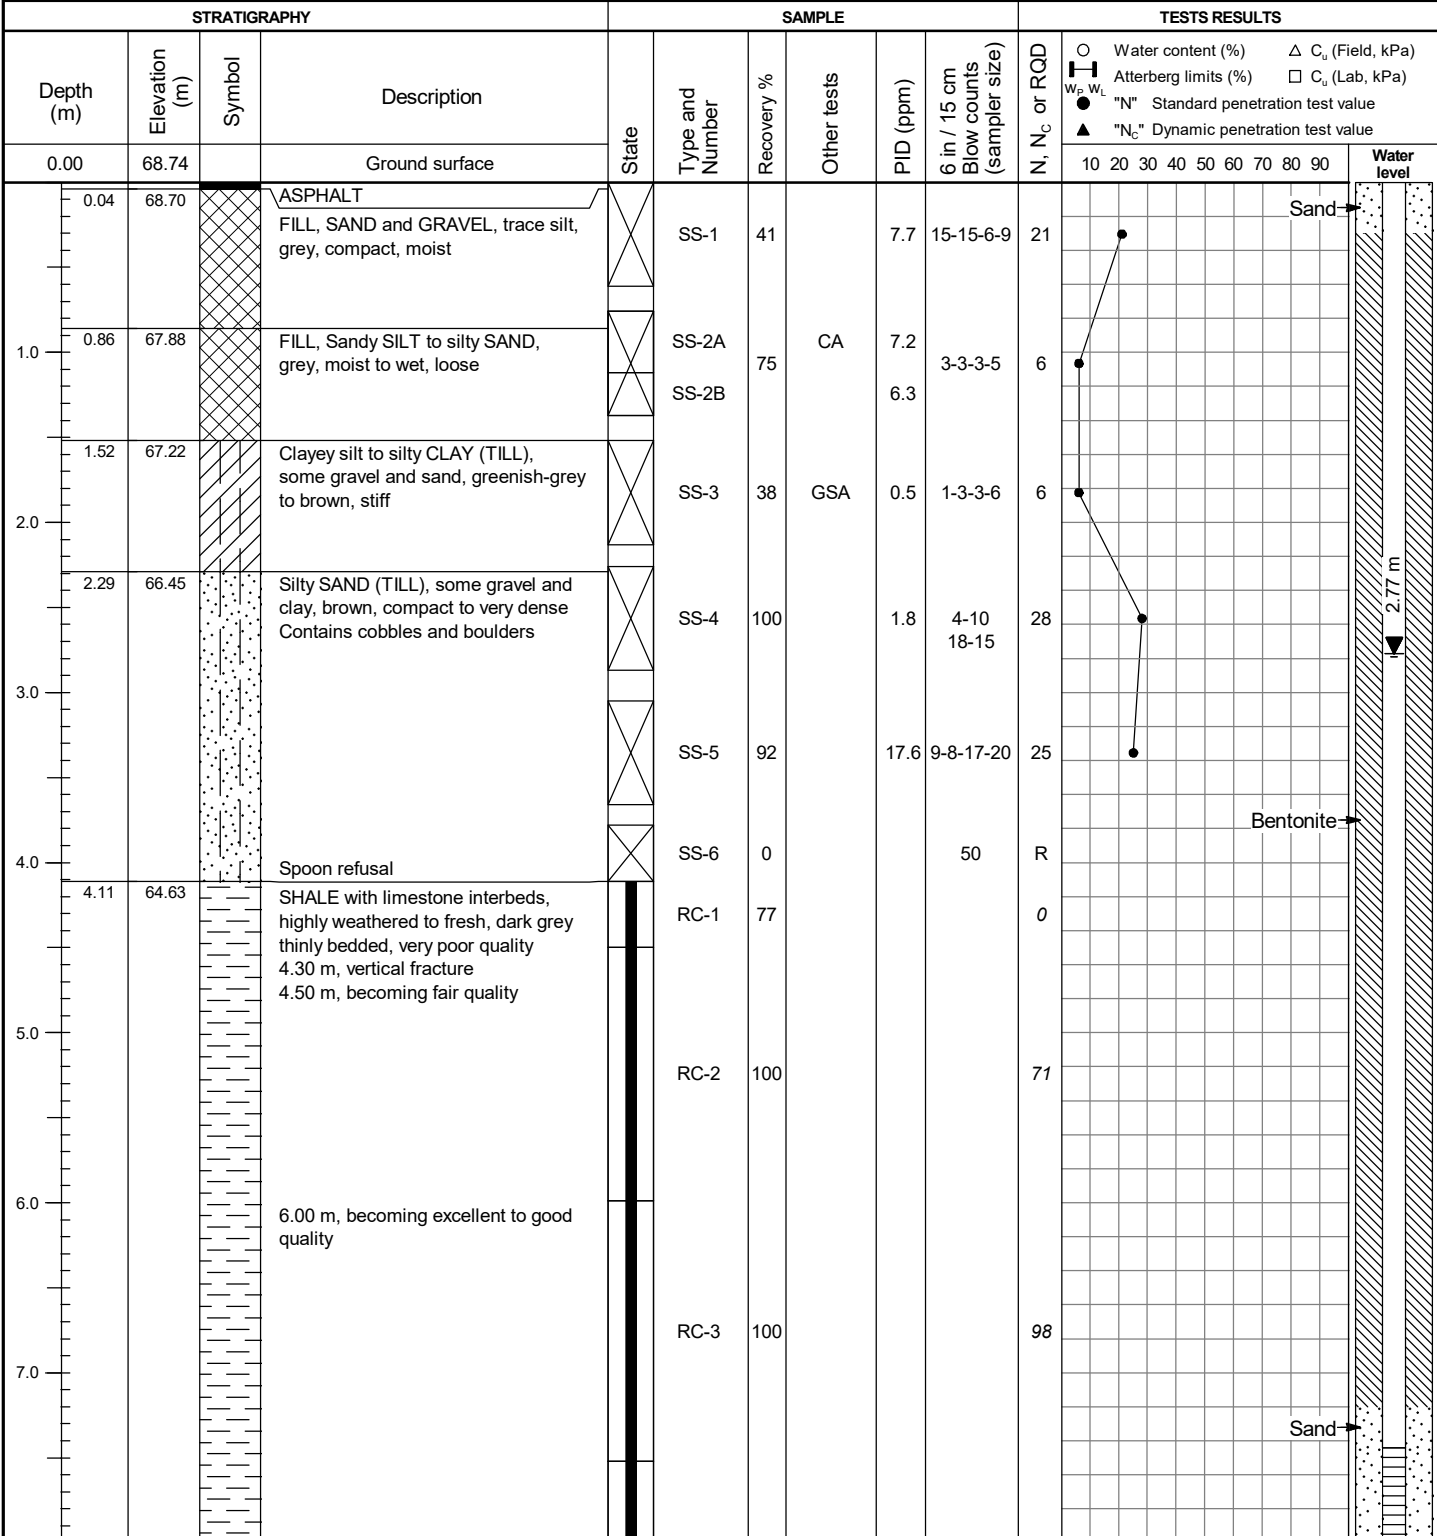 STRATIGRAPHY
SAMPLE
TESTS RESULTS
Depth
(m)
Elevation
(m)
Symbol
Description
State
Type and
Number
Recovery %
Other tests
PID (ppm)
6 in / 15 cm
Blow counts
(sampler size)
N, NC or RQD
Water content (%)
Cu (Field, kPa)
Atterberg limits (%)
Cu (Lab, kPa)
WP WL
"N" Standard penetration test value
"NC" Dynamic penetration test value
0.00 68.74 Ground surface
10 20 30 40 50 60 70 80 90
Water
level
0.04 68.70 ASPHALT
Sand
FILL, SAND and GRAVEL, trace silt,
grey, compact, moist
SS-1 41 7.7 15-15-6-9 21
0.86 67.88 FILL, Sandy SILT to silty SAND,
grey, moist to wet, loose
1.0
SS-2A CA 7.2
75 3-3-3-5 6
SS-2B 6.3
1.52 67.22 Clayey silt to silty CLAY (TILL),
some gravel and sand, greenish-grey
to brown, stiff
SS-3 38 GSA 0.5 1-3-3-6 6
2.0
2.29 66.45 Silty SAND (TILL), some gravel and
clay, brown, compact to very dense
Contains cobbles and boulders
SS-4 100 1.8 4-10
18-15
28
2.77 m
3.0
SS-5 92 17.6 9-8-17-20 25
Bentonite
SS-6 0 50 R
4.0
Spoon refusal
4.11 64.63 SHALE with limestone interbeds,
highly weathered to fresh, dark grey
thinly bedded, very poor quality
4.30 m, vertical fracture
4.50 m, becoming fair quality
RC-1 77 0
5.0
RC-2 100 71
6.0
6.00 m, becoming excellent to good
quality
RC-3 100 98
7.0
Sand